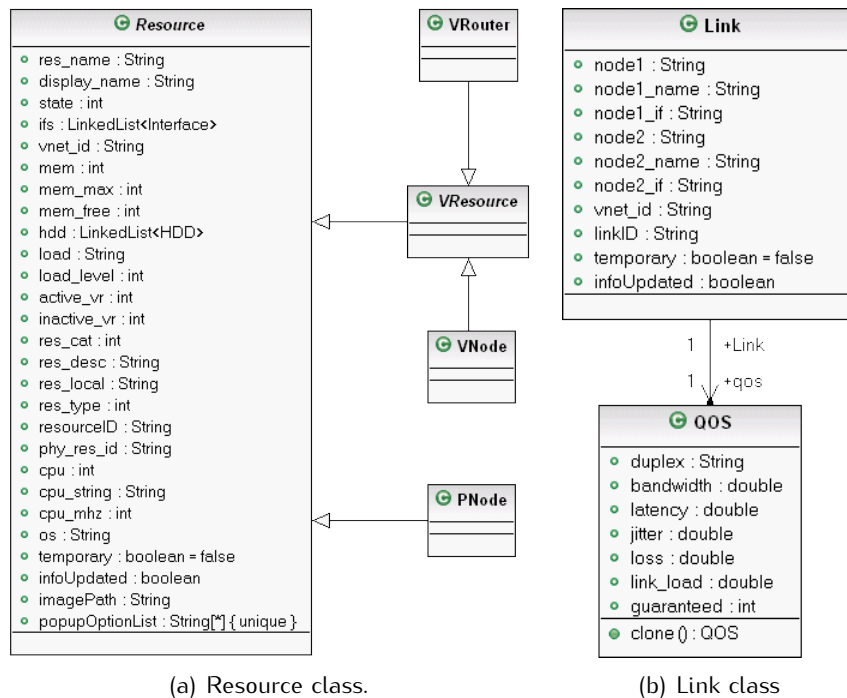 Resource
res_name : String
display_name : String
state : int
ifs : LinkedList<Interface>
vnet_id : String
mem : int
mem_max : int
mem_free : int
hdd : LinkedList<HDD>
load : String
load_level : int
active_vr : int
inactive_vr : int
res_cat : int
res_desc : String
res_local : String
res_type : int
resourceID : String
phy_res_id : String
cpu : int
cpu_string : String
cpu_mhz : int
os : String
temporary : boolean = false
infoUpdated : boolean
imagePath : String
popupOptionList : String[*] { unique }
VRouter
VResource
VNode
PNode
(a) Resource class.
Link
node1 : String
node1_name : String
node1_if : String
node2 : String
node2_name : String
node2_if : String
vnet_id : String
linkID : String
temporary : boolean = false
infoUpdated : boolean
1 +Link
1 +qos
QOS
duplex : String
bandwidth : double
latency : double
jitter : double
loss : double
link_load : double
guaranteed : int
clone () : QOS
(b) Link class